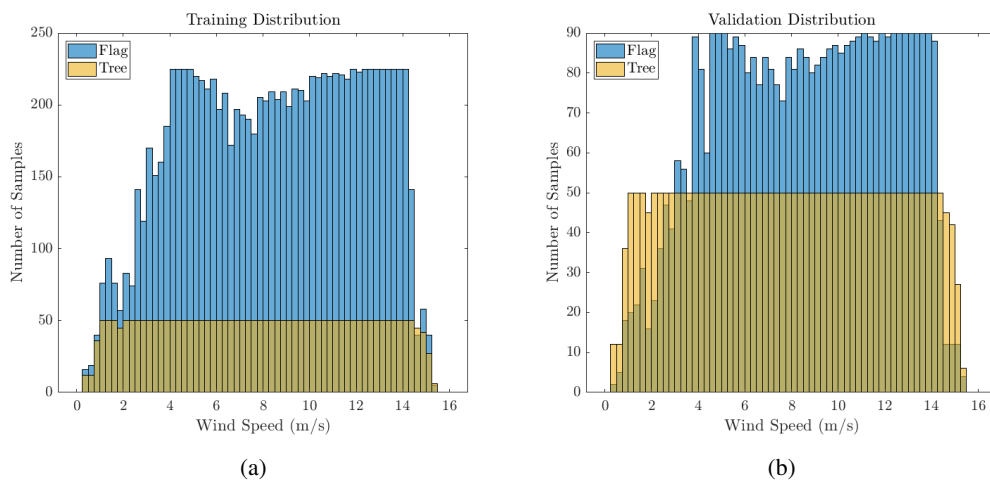 Training Distribution
250
200
150
100
50
0
Number of Samples
Flag
Tree
0 2 4 6 8 10 12 14 16
Wind Speed (m/s)
(a)
Validation Distribution
90
80
70
60
50
40
30
20
10
0
Number of Samples
Flag
Tree
0 2 4 6 8 10 12 14 16
Wind Speed (m/s)
(b)